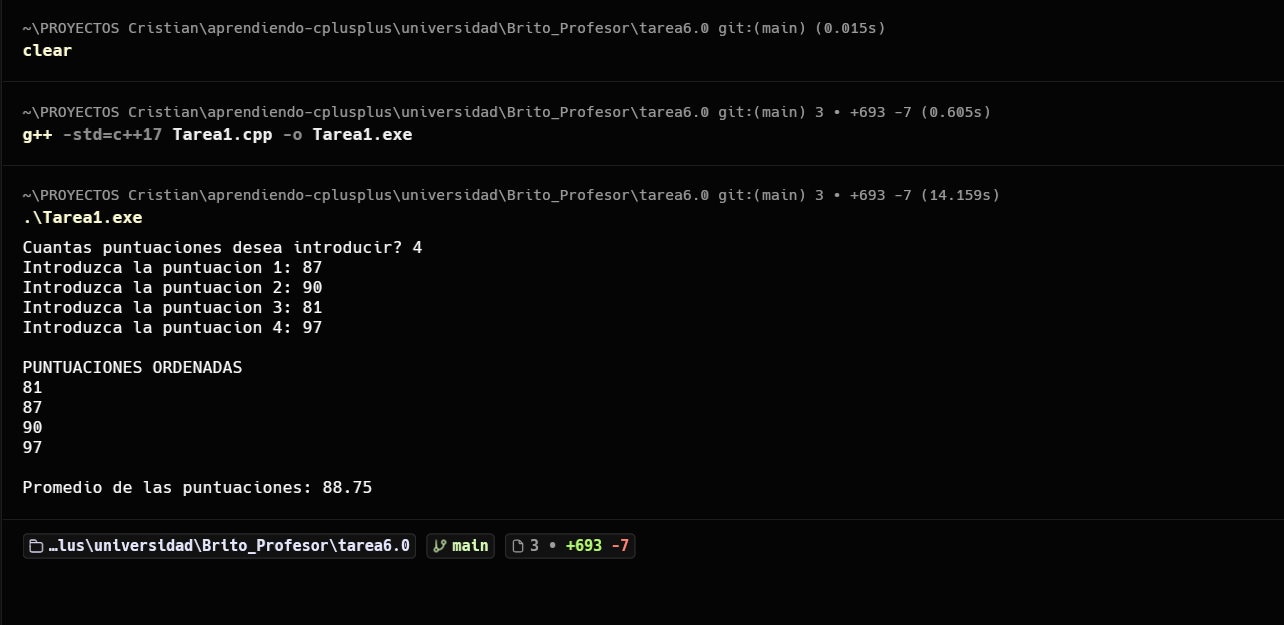 ~\PROYECTOS Cristian\aprendiendo-cplusplus\universidad\Brito_Profesor\tarea6.0 git:(main) (0.015s)
clear
~\PROYECTOS Cristian\aprendiendo-cplusplus\universidad\Brito_Profesor\tarea6.0 git:(main) 3 • +693 -7 (0.605s)
g++ -std=c++17 Tarea1.cpp -o Tarea1.exe
~\PROYECTOS Cristian\aprendiendo-cplusplus\universidad\Brito_Profesor\tarea6.0 git:(main) 3 • +693 -7 (14.159s)
.\Tarea1.exe
Cuantas puntuaciones desea introducir? 4
Introduzca la puntuacion 1: 87
Introduzca la puntuacion 2: 90
Introduzca la puntuacion 3: 81
Introduzca la puntuacion 4: 97
PUNTUACIONES ORDENADAS
81
87
90
97
Promedio de las puntuaciones: 88.75
…lus\universidad\Brito_Profesor\tarea6.0 main 3 • +693 -7